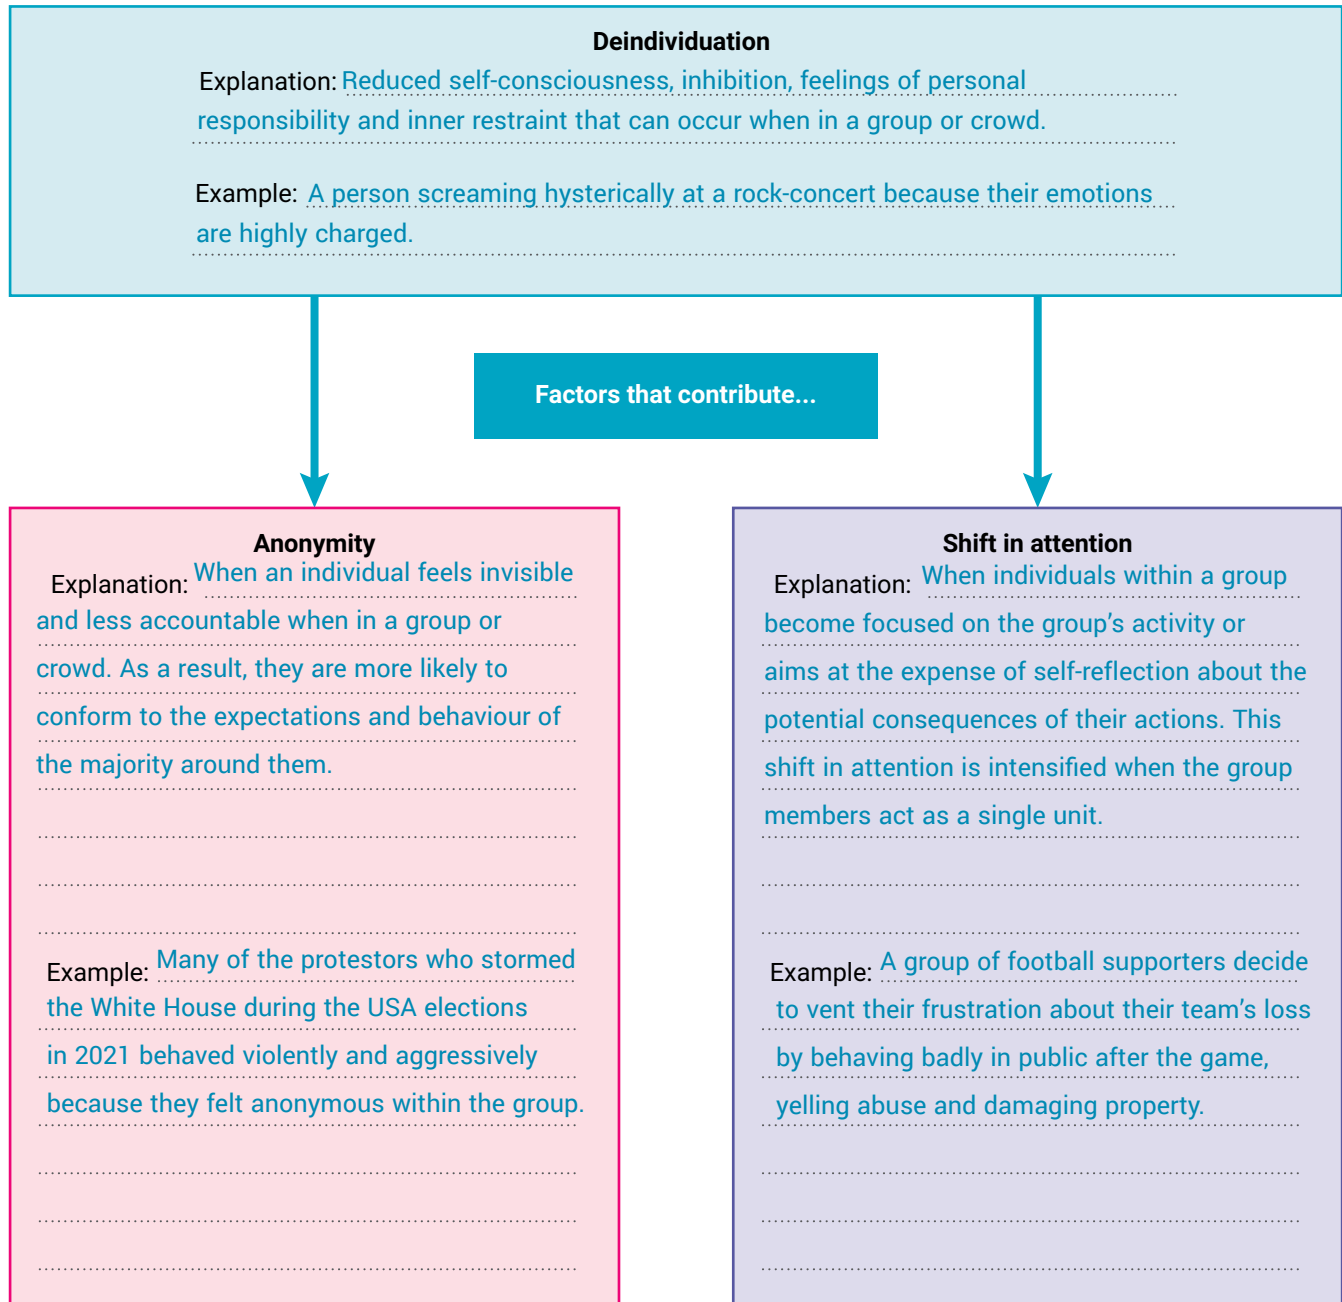 Deindividuation
Explanation: Reduced self-consciousness, inhibition, feelings of personal
responsibility and inner restraint that can occur when in a group or crowd.
Example: A person screaming hysterically at a rock-concert because their emotions
are highly charged.
Factors that contribute...
Anonymity
Explanation: When an individual feels invisible
and less accountable when in a group or
crowd. As a result, they are more likely to
conform to the expectations and behaviour of
the majority around them.
Example: Many of the protestors who stormed
the White House during the USA elections
in 2021 behaved violently and aggressively
because they felt anonymous within the group.
Shift in attention
Explanation: When individuals within a group
become focused on the group’s activity or
aims at the expense of self-reflection about the
potential consequences of their actions. This
shift in attention is intensified when the group
members act as a single unit.
Example: A group of football supporters decide
to vent their frustration about their team’s loss
by behaving badly in public after the game,
yelling abuse and damaging property.